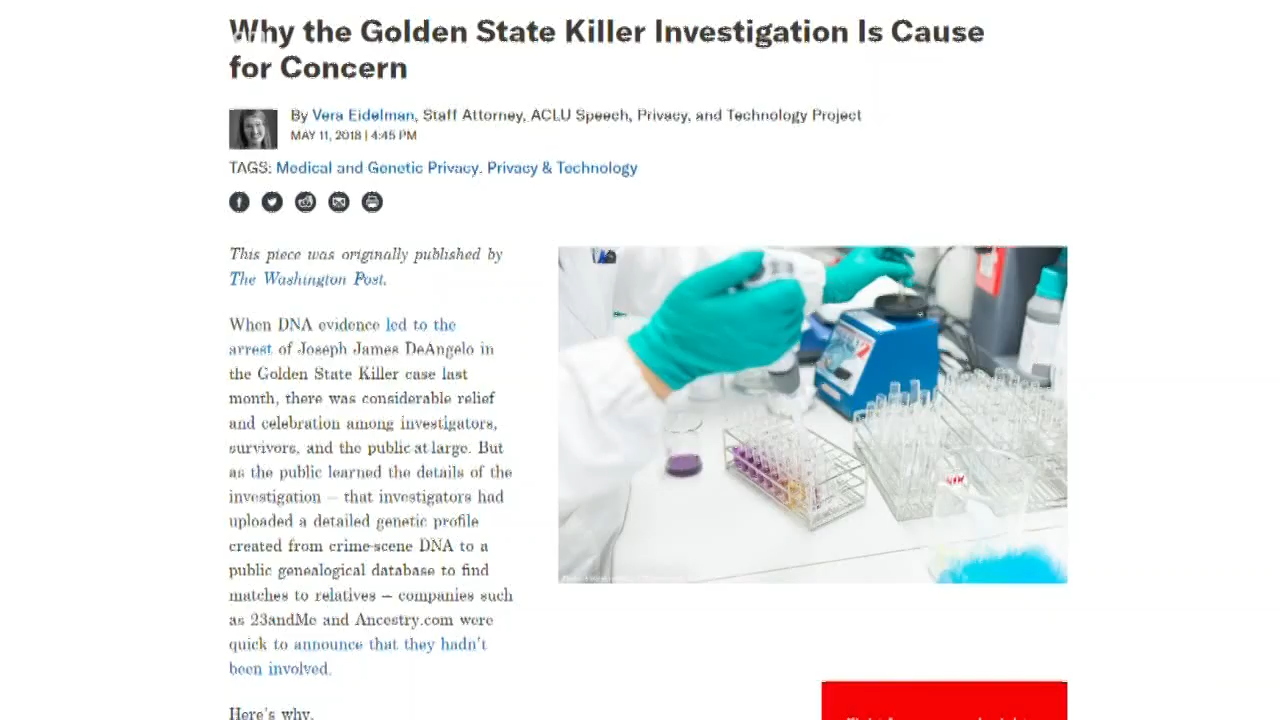 Why the Golden State Killer Investigation Is Cause
for Concern
By Vera Eidelman, Staff Attorney, ACLU Speech, Privacy, and Technology Project
MAY 11, 2018 | 4:45 PM
TAGS: Medical and Genetic Privacy. Privacy & Technology
This piece was originally published by
The Washington Post.
When DNA evidence led to the
arrest of Joseph James DeAngelo in
the Golden State Killer case last
month, there was considerable relief
and celebration among investigators,
survivors, and the public at large. But
as the public learned the details of the
investigation – that investigators had
uploaded a detailed genetic profile
created from crime-scene DNA to a
public genealogical database to find
matches to relatives – companies such
as 23andMe and Ancestry.com were
quick to announce that they hadn't
been involved.
Here's why.